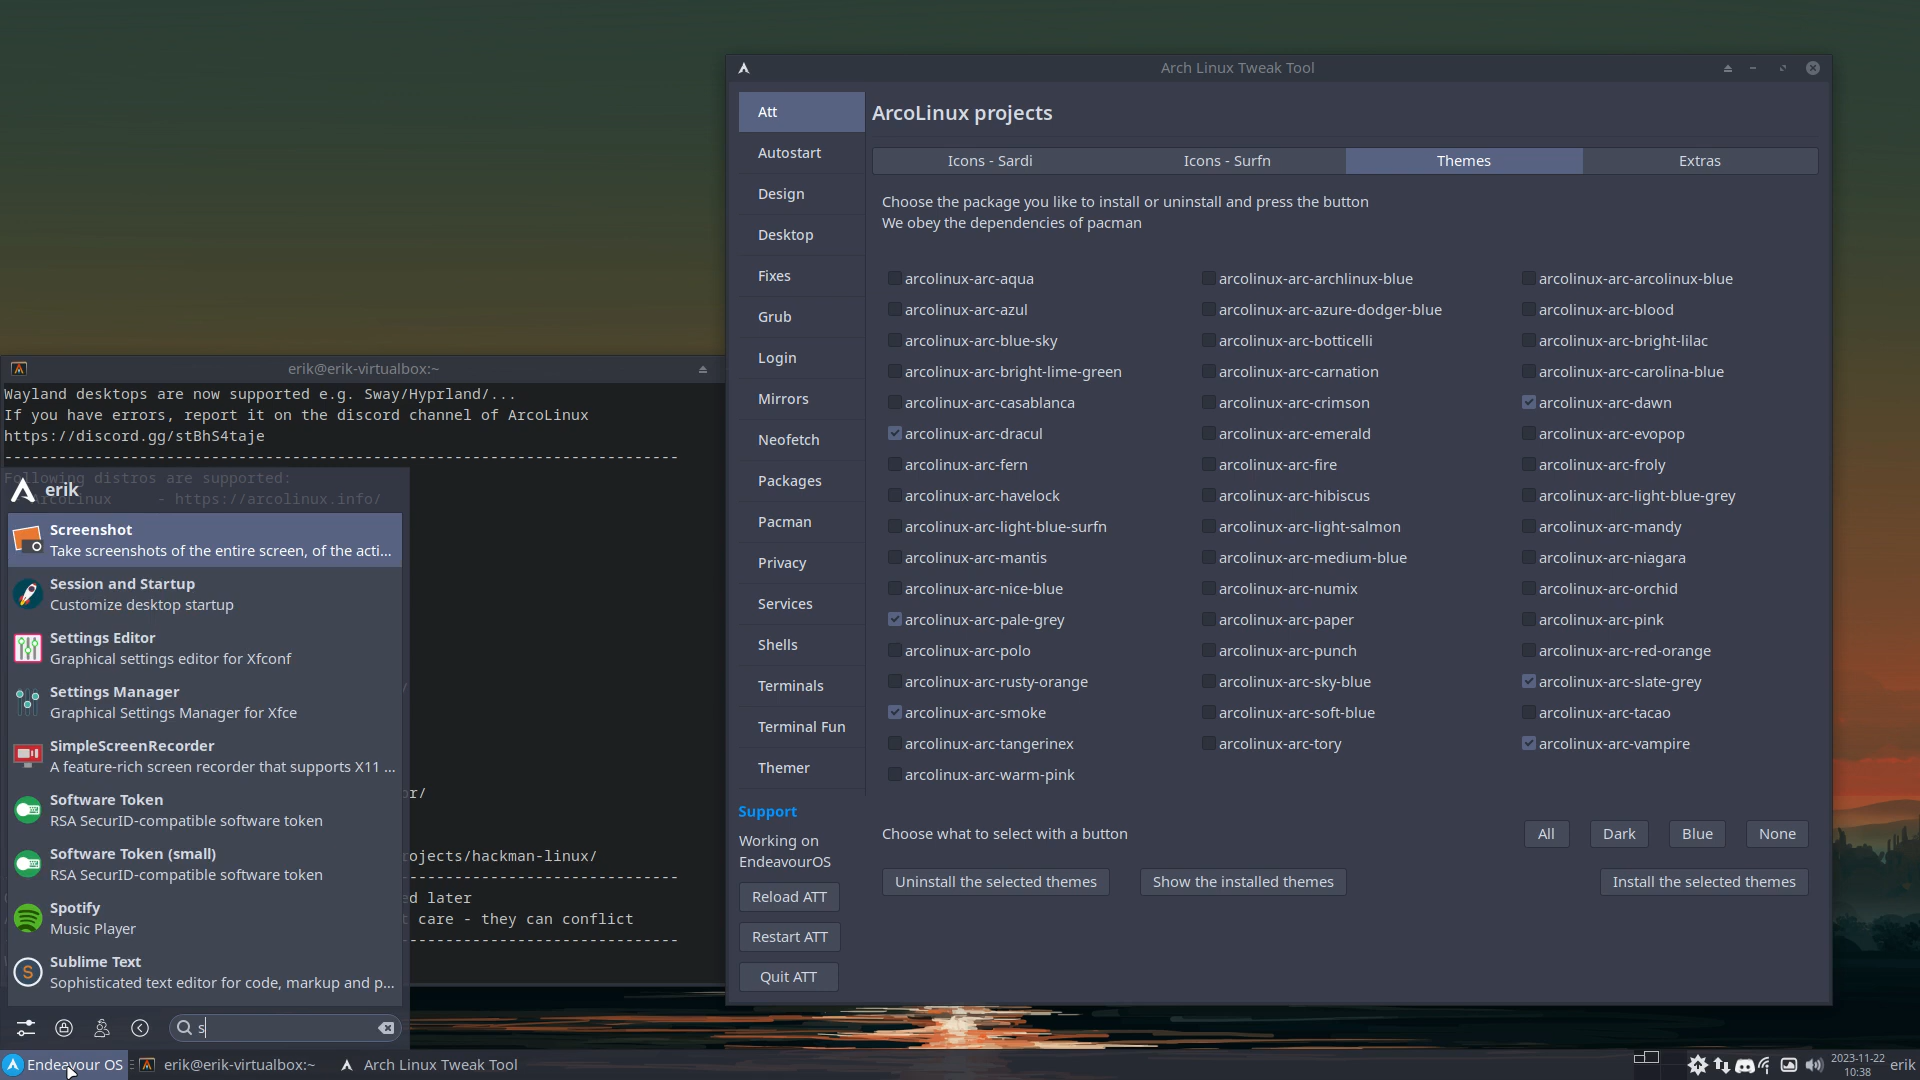 Arch Linux Tweak Tool
Att
Autostart
Design
Desktop
Fixes
Grub
Login
Mirrors
Neofetch
Packages
Pacman
Privacy
Services
Shells
Terminals
Terminal Fun
Themer
Support
Working on
EndeavourOS
Reload ATT
Restart ATT
Quit ATT
ArcoLinux projects
Icons - Sardi
Icons - Surfn
Themes
Extras
Choose the package you like to install or uninstall and press the button
We obey the dependencies of pacman
arcolinux-arc-aqua arcolinux-arc-archlinux-blue arcolinux-arc-arcolinux-blue
arcolinux-arc-azul arcolinux-arc-azure-dodger-blue arcolinux-arc-blood
arcolinux-arc-blue-sky arcolinux-arc-botticelli arcolinux-arc-bright-lilac
arcolinux-arc-bright-lime-green arcolinux-arc-carnation arcolinux-arc-carolina-blue
arcolinux-arc-casablanca arcolinux-arc-crimson arcolinux-arc-dawn
arcolinux-arc-dracul arcolinux-arc-emerald arcolinux-arc-evopop
arcolinux-arc-fern arcolinux-arc-fire arcolinux-arc-froly
arcolinux-arc-havelock arcolinux-arc-hibiscus arcolinux-arc-light-blue-grey
arcolinux-arc-light-blue-surfn arcolinux-arc-light-salmon arcolinux-arc-mandy
arcolinux-arc-mantis arcolinux-arc-medium-blue arcolinux-arc-niagara
arcolinux-arc-nice-blue arcolinux-arc-numix arcolinux-arc-orchid
arcolinux-arc-pale-grey arcolinux-arc-paper arcolinux-arc-pink
arcolinux-arc-polo arcolinux-arc-punch arcolinux-arc-red-orange
arcolinux-arc-rusty-orange arcolinux-arc-sky-blue arcolinux-arc-slate-grey
arcolinux-arc-smoke arcolinux-arc-soft-blue arcolinux-arc-tacao
arcolinux-arc-tangerinex arcolinux-arc-tory arcolinux-arc-vampire
arcolinux-arc-warm-pink
Choose what to select with a button
All
Dark
Blue
None
Uninstall the selected themes
Show the installed themes
Install the selected themes
erik@erik-virtualbox:~
Wayland desktops are now supported e.g. Sway/Hyprland/...
If you have errors, report it on the discord channel of ArcoLinux
https://discord.gg/stBhS4taje
---------------------------------------------------------------------------
Following distros are supported:
ArcoLinux - https://arcolinux.info/
/
or/
ojects/hackman-linux/
------------------------------
d later
t care - they can conflict
------------------------------
erik
Screenshot
Take screenshots of the entire screen, of the acti...
Session and Startup
Customize desktop startup
Settings Editor
Graphical settings editor for Xfconf
Settings Manager
Graphical Settings Manager for Xfce
SimpleScreenRecorder
A feature-rich screen recorder that supports X11 ...
Software Token
RSA SecurID-compatible software token
Software Token (small)
RSA SecurID-compatible software token
Spotify
Music Player
Sublime Text
Sophisticated text editor for code, markup and p...
s
Endeavour OS
erik@erik-virtualbox:~
Arch Linux Tweak Tool
2023-11-22
10:38
erik